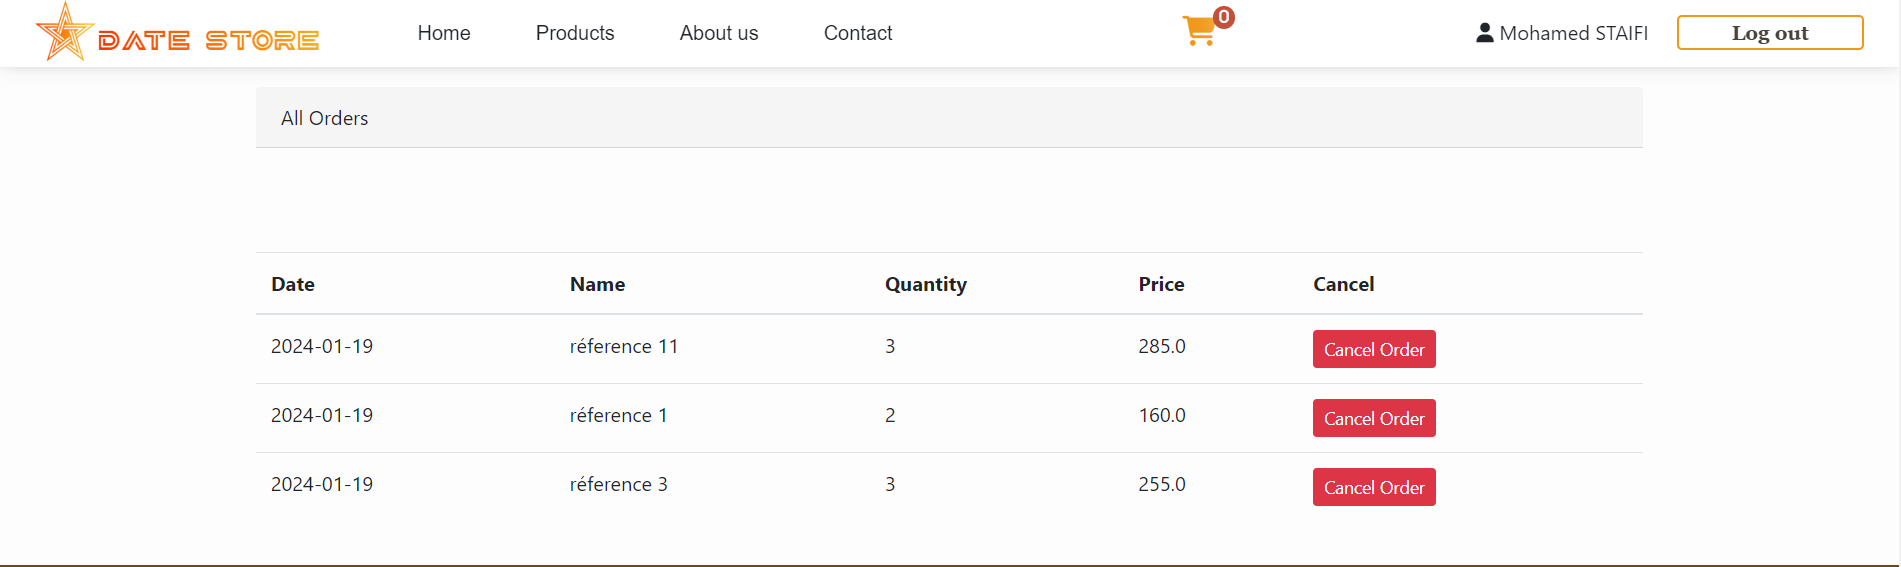 DATE STORE Home Products About us Contact 0 Mohamed STAIFI Log out
All Orders
Date Name Quantity Price Cancel
2024-01-19 réference 11 3 285.0 Cancel Order
2024-01-19 réference 1 2 160.0 Cancel Order
2024-01-19 réference 3 3 255.0 Cancel Order